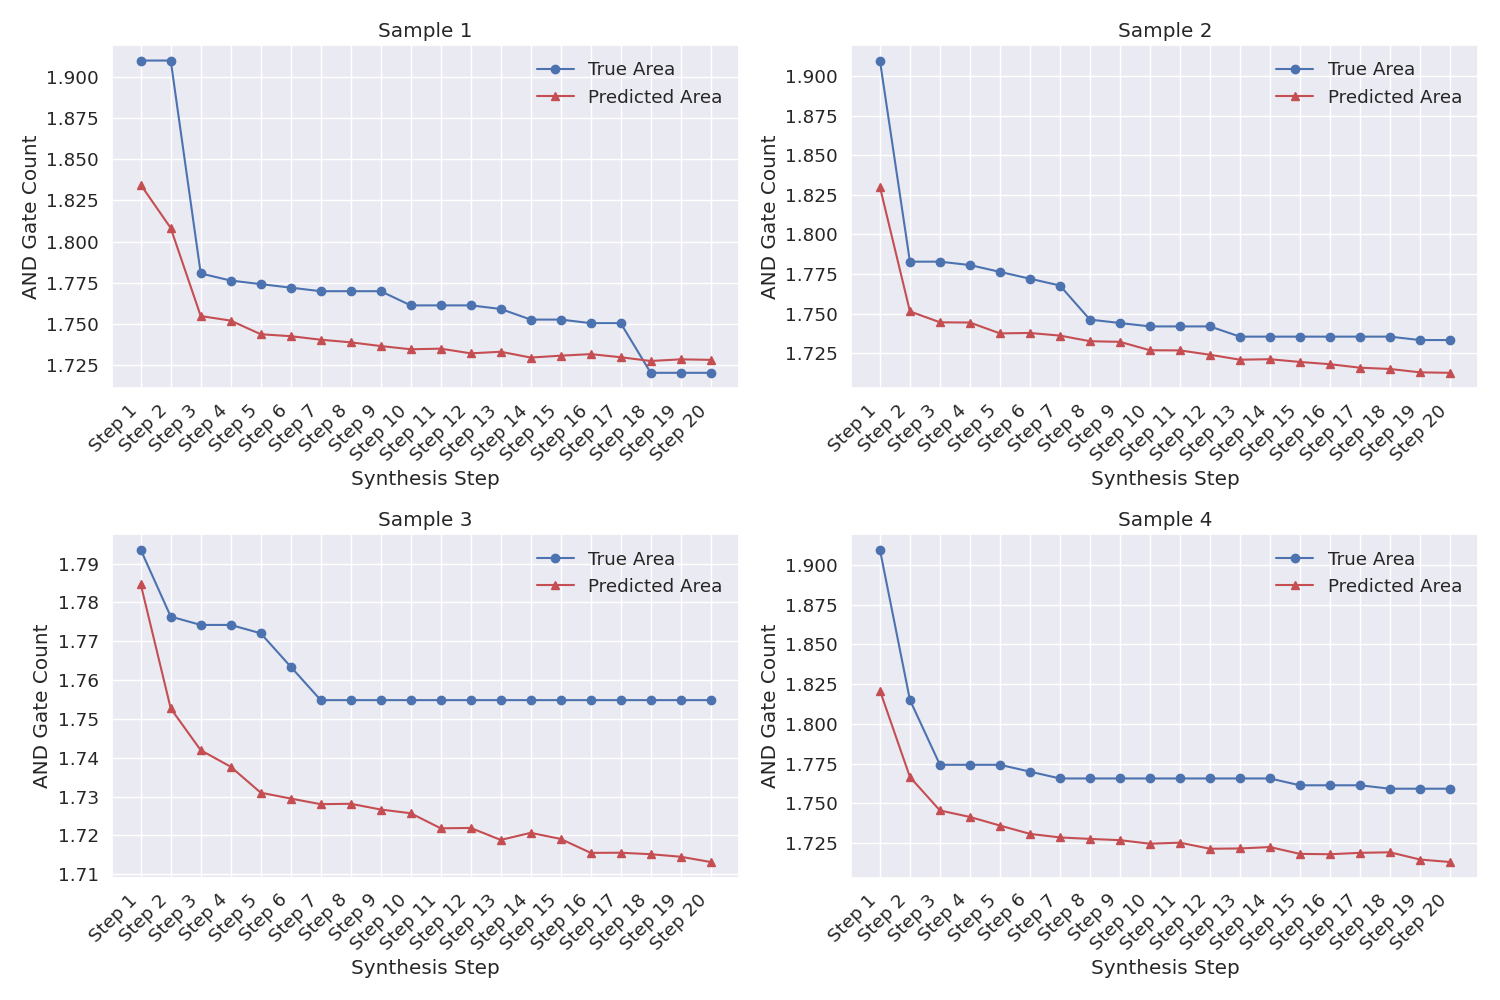 Sample 1
AND Gate Count
1.900
1.875
1.850
1.825
1.800
1.775
1.750
1.725
True Area
Predicted Area
Step 1
Step 2
Step 3
Step 4
Step 5
Step 6
Step 7
Step 8
Step 9
Step 10
Step 11
Step 12
Step 13
Step 14
Step 15
Step 16
Step 17
Step 18
Step 19
Step 20
Synthesis Step
Sample 2
AND Gate Count
1.900
1.875
1.850
1.825
1.800
1.775
1.750
1.725
True Area
Predicted Area
Step 1
Step 2
Step 3
Step 4
Step 5
Step 6
Step 7
Step 8
Step 9
Step 10
Step 11
Step 12
Step 13
Step 14
Step 15
Step 16
Step 17
Step 18
Step 19
Step 20
Synthesis Step
Sample 3
AND Gate Count
1.79
1.78
1.77
1.76
1.75
1.74
1.73
1.72
1.71
True Area
Predicted Area
Step 1
Step 2
Step 3
Step 4
Step 5
Step 6
Step 7
Step 8
Step 9
Step 10
Step 11
Step 12
Step 13
Step 14
Step 15
Step 16
Step 17
Step 18
Step 19
Step 20
Synthesis Step
Sample 4
AND Gate Count
1.900
1.875
1.850
1.825
1.800
1.775
1.750
1.725
True Area
Predicted Area
Step 1
Step 2
Step 3
Step 4
Step 5
Step 6
Step 7
Step 8
Step 9
Step 10
Step 11
Step 12
Step 13
Step 14
Step 15
Step 16
Step 17
Step 18
Step 19
Step 20
Synthesis Step